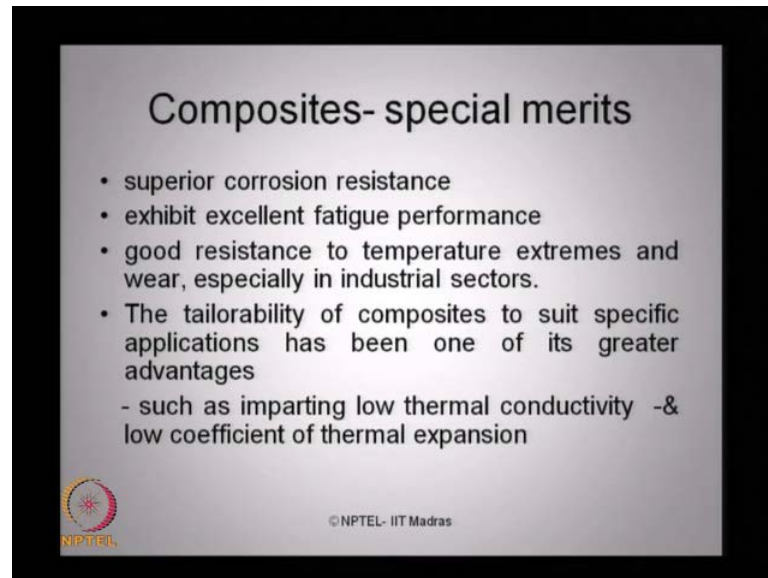 Composites- special merits
• superior corrosion resistance
• exhibit excellent fatigue performance
• good resistance to temperature extremes and
wear, especially in industrial sectors.
• The tailorability of composites to suit specific
applications has been one of its greater
advantages
- such as imparting low thermal conductivity -&
low coefficient of thermal expansion
©NPTEL- IIT Madras
NPTEL